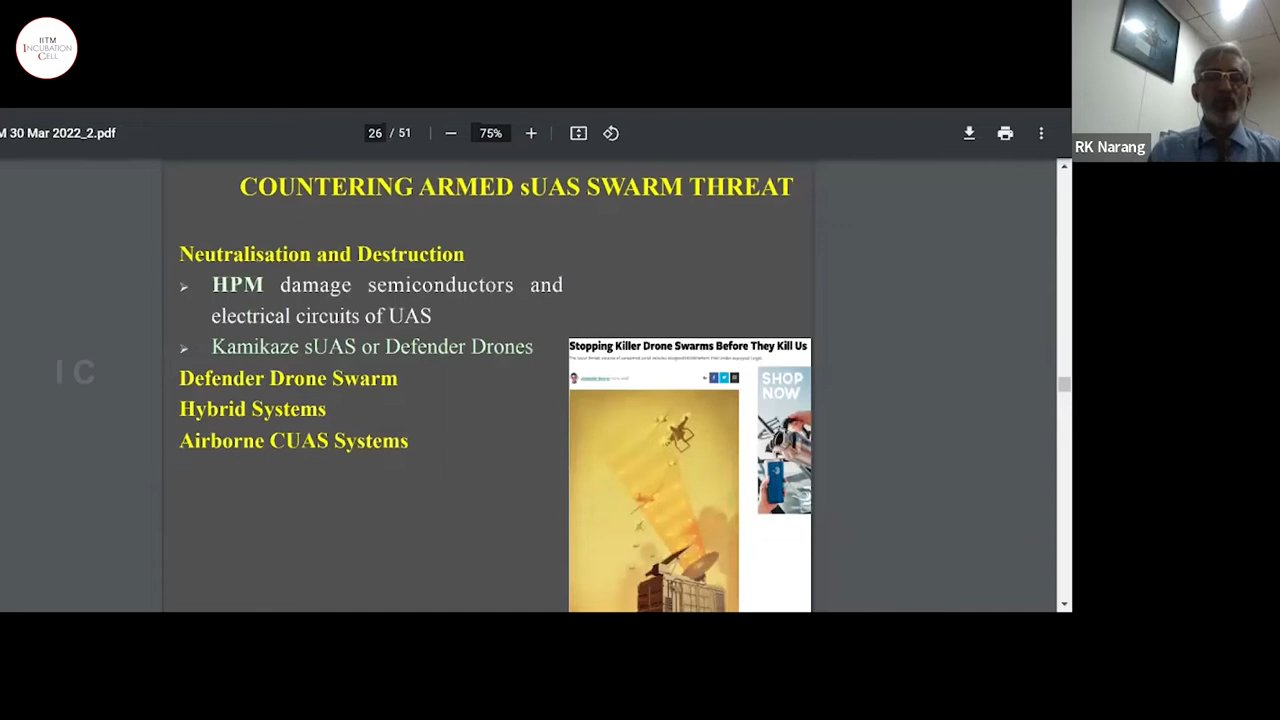 IITM
INCUBATION
CELL
M 30 Mar 2022_2.pdf
26 / 51
75%
RK Narang
COUNTERING ARMED sUAS SWARM THREAT
Neutralisation and Destruction
➢ HPM damage semiconductors and
electrical circuits of UAS
➢ Kamikaze sUAS or Defender Drones
Defender Drone Swarm
Hybrid Systems
Airborne CUAS Systems
Stopping Killer Drone Swarms Before They Kill Us
SHOP
NOW
I C